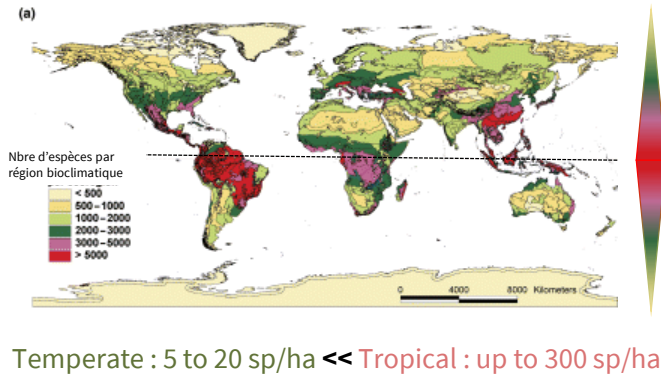 (a)
Nbre d'espèces par
région bioclimatique
< 500
500–1000
1000–2000
2000–3000
3000–5000
> 5000
0 4000 8000 Kilometers
Temperate : 5 to 20 sp/ha << Tropical : up to 300 sp/ha